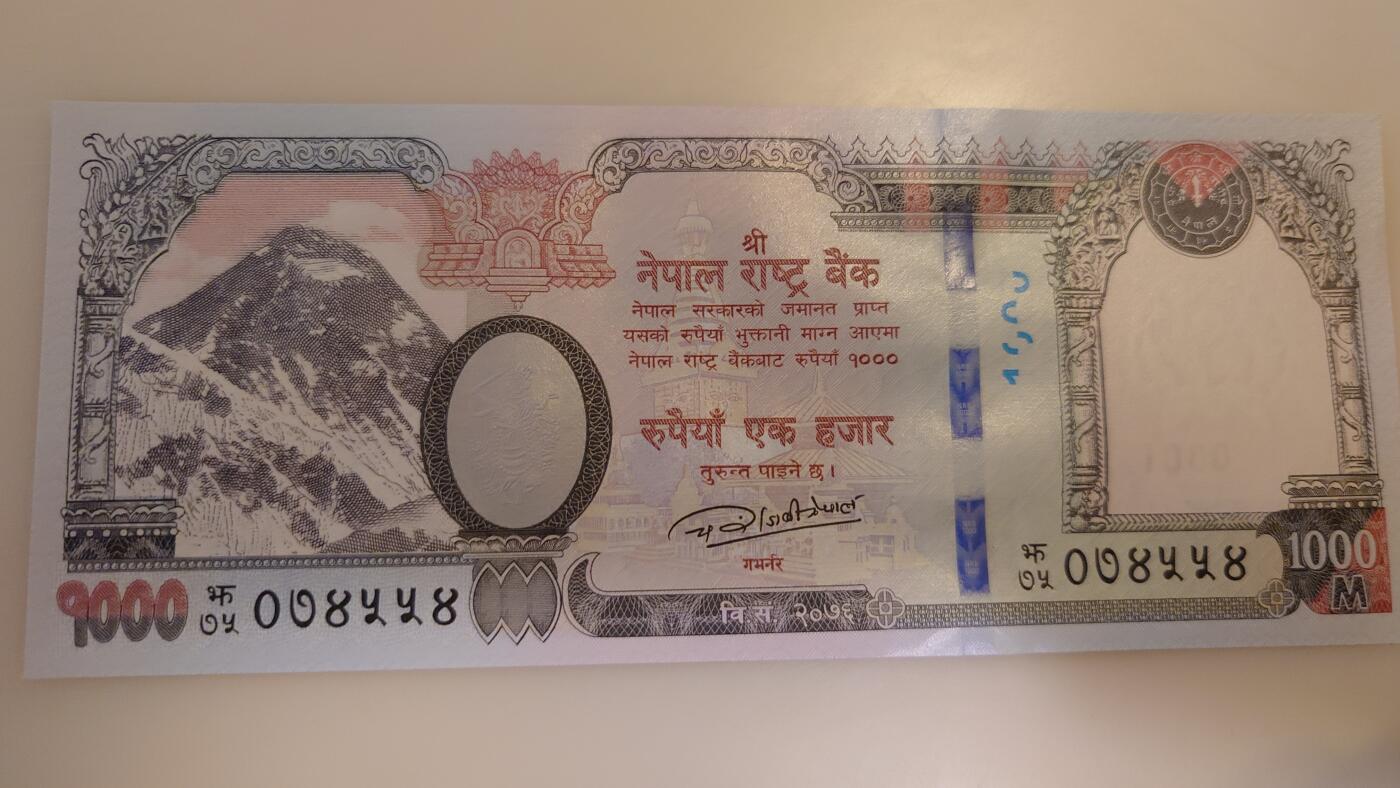 श्री
नेपाल राष्ट्र बैंक
नेपाल सरकारको जमानत प्राप्त
यसको रुपैयाँ भुक्तानी माग्न आएमा
नेपाल राष्ट्र बैंकबाट रुपैयाँ १०००
रुपैयाँ एक हजार
तुरुन्त पाइने छ।
गभर्नर
वि. सं. २०७६
१०००
झ
७५ ०७४५५४
झ
७५ ०७४५५४
1000
M